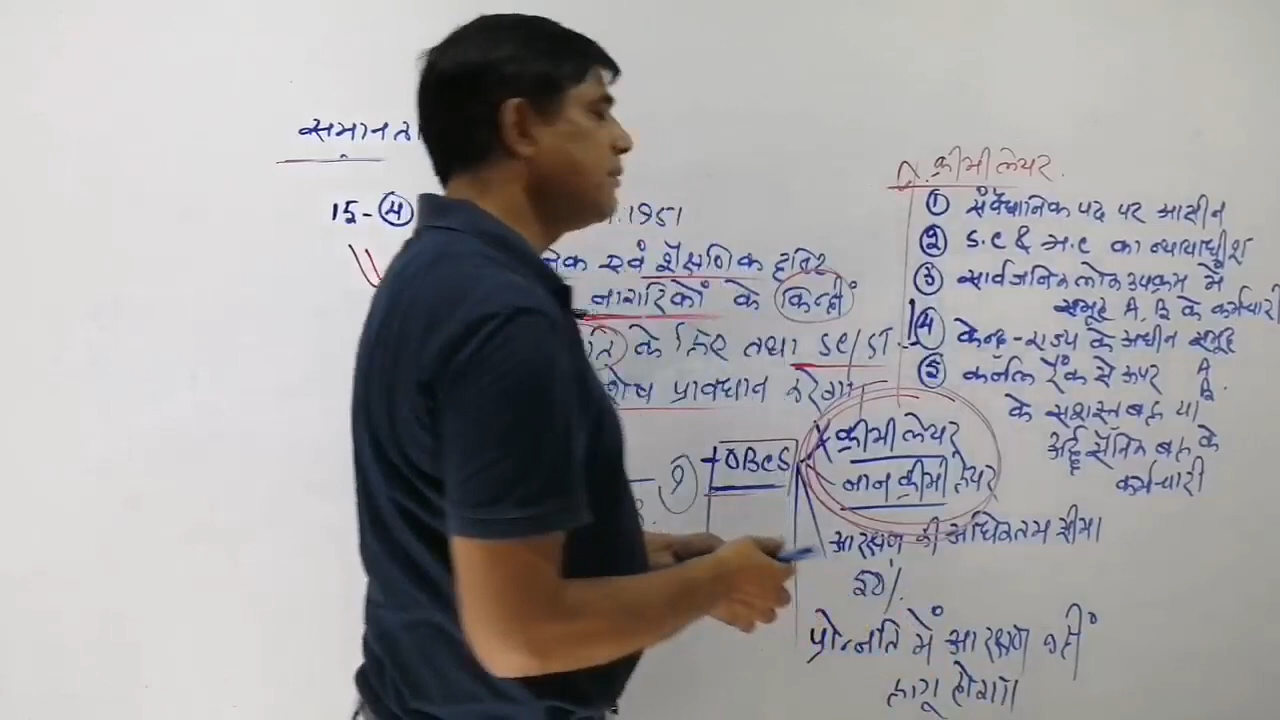 समानता
15-(4)
1951
एवं शैक्षणिक दृष्टि
नागरिकों के किन्हीं
के लिए तथा SC/ST
प्रावधान करेगा
OBCS
क्रीमी लेयर
नान क्रीमी लेयर
आरक्षण की अधिकतम सीमा
50%.
प्रोन्नति में आरक्षण नहीं
लागू होगा।
क्रीमी लेयर.
① संवैधानिक पद पर आसीन
② S.C & H.C का न्यायाधीश
③ सार्वजनिक लोक उपक्रम में
समूह A, B के कर्मचारी
④ केन्द्र-राज्य के अधीन समूह
A
B.
⑤ कर्नल रैंक से ऊपर
के सशस्त्र बल या
अर्द्ध सैनिक बल के
कर्मचारी